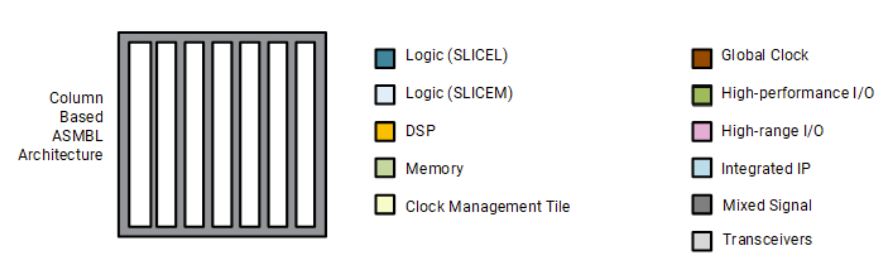 Column
Based
ASMBL
Architecture
Logic (SLICEL)
Logic (SLICEM)
DSP
Memory
Clock Management Tile
Global Clock
High-performance I/O
High-range I/O
Integrated IP
Mixed Signal
Transceivers